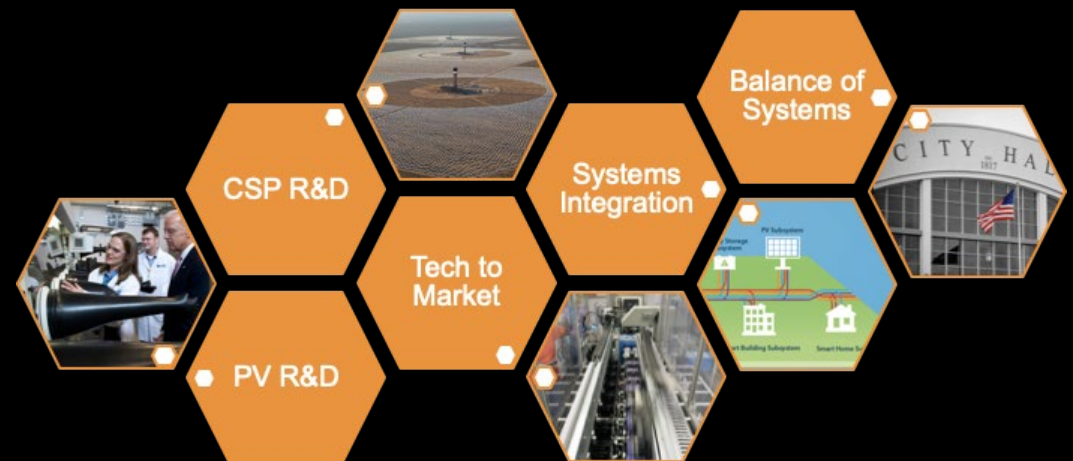 Balance of
Systems
CITY HAL
1817
CSP R&D
Systems
Integration
Storage
PV Subsystem
Tech to
Market
PV R&D
Building Subsystem
Smart Home